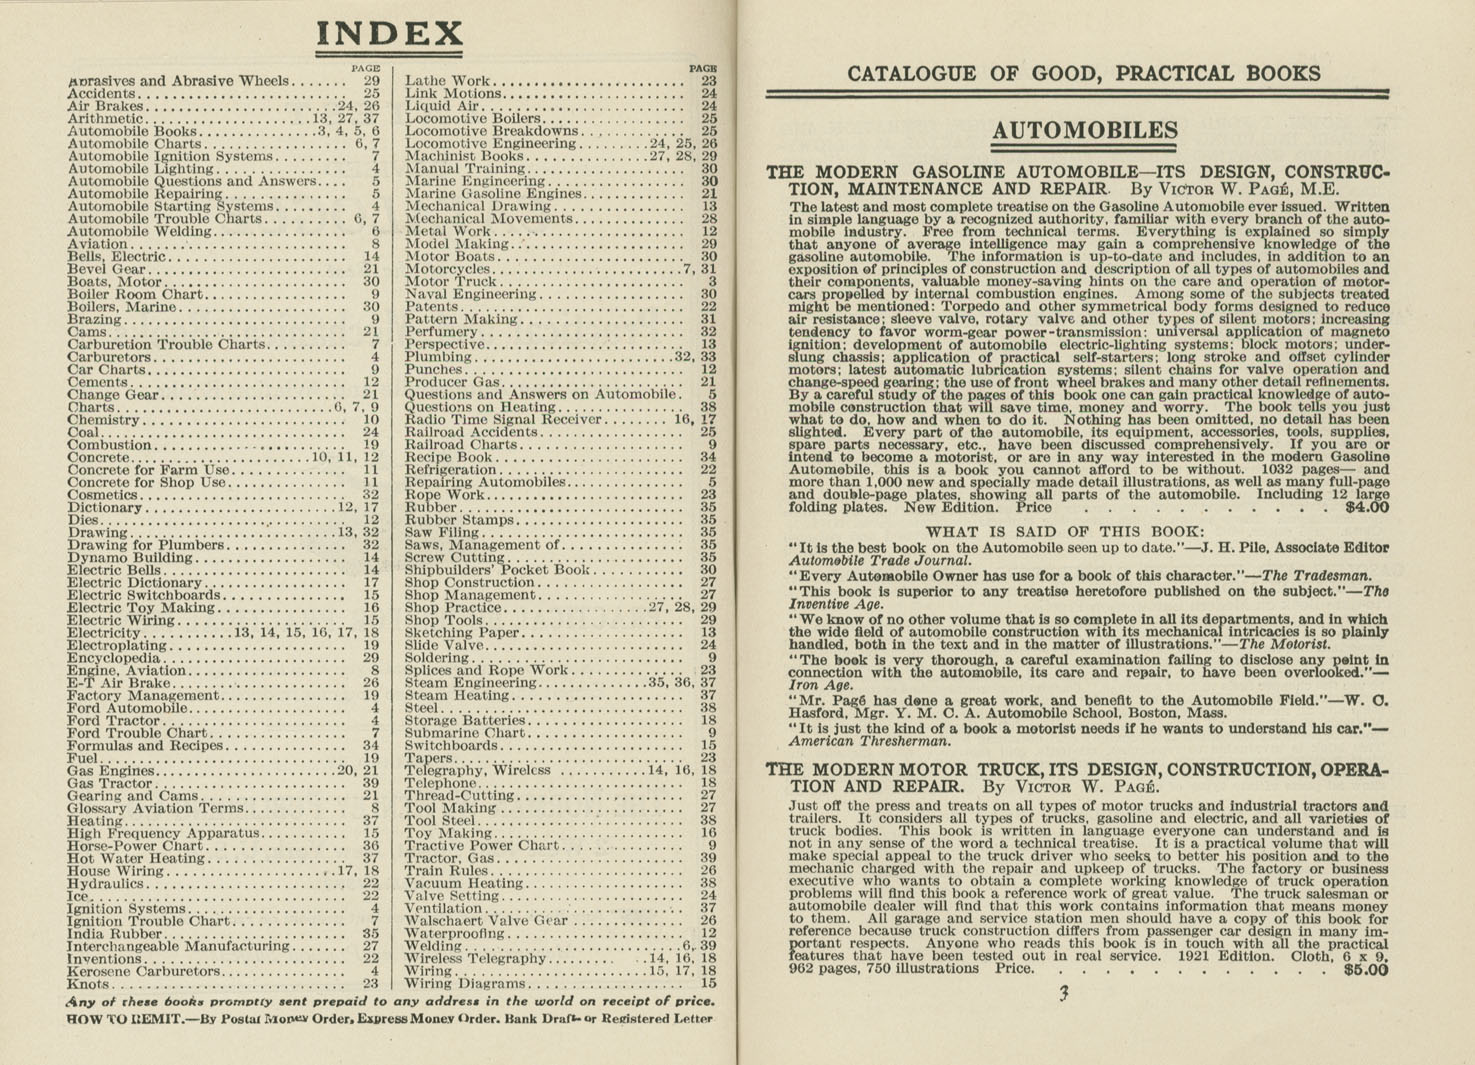 INDEX
PAGE
Abrasives and Abrasive Wheels....... 29
Accidents............................ 25
Air Brakes.........................24, 26
Arithmetic.......................13, 27, 37
Automobile Books...............3, 4, 5, 6
Automobile Charts................... 6, 7
Automobile Ignition Systems......... 7
Automobile Lighting................. 4
Automobile Questions and Answers.... 5
Automobile Repairing................ 5
Automobile Starting Systems......... 4
Automobile Trouble Charts........... 6, 7
Automobile Welding.................. 6
Aviation............................ 8
Bells, Electric..................... 14
Bevel Gear.......................... 21
Boats, Motor........................ 30
Boiler Room Chart................... 9
Boilers, Marine..................... 30
Brazing............................. 9
Cams................................ 21
Carburetion Trouble Charts.......... 7
Carburetors......................... 4
Car Charts.......................... 9
Cements............................. 12
Change Gear......................... 21
Charts............................6, 7, 9
Chemistry........................... 10
Coal................................ 24
Combustion.......................... 19
Concrete.........................10, 11, 12
Concrete for Farm Use............... 11
Concrete for Shop Use............... 11
Cosmetics........................... 32
Dictionary.........................12, 17
Dies................................ 12
Drawing............................13, 32
Drawing for Plumbers................ 32
Dynamo Building..................... 14
Electric Bells...................... 14
Electric Dictionary................. 17
Electric Switchboards............... 15
Electric Toy Making................. 16
Electric Wiring..................... 15
Electricity..........13, 14, 15, 16, 17, 18
Electroplating...................... 19
Encyclopedia........................ 29
Engine, Aviation.................... 8
E-T Air Brake....................... 26
Factory Management.................. 19
Ford Automobile..................... 4
Ford Tractor........................ 4
Ford Trouble Chart.................. 7
Formulas and Recipes................ 34
Fuel................................ 19
Gas Engines........................20, 21
Gas Tractor......................... 39
Gearing and Cams.................... 21
Glossary Aviation Terms............. 8
Heating............................. 37
High Frequency Apparatus............ 15
Horse-Power Chart................... 36
Hot Water Heating................... 37
House Wiring.......................17, 18
Hydraulics.......................... 22
Ice................................. 22
Ignition Systems.................... 4
Ignition Trouble Chart.............. 7
India Rubber........................ 35
Interchangeable Manufacturing....... 27
Inventions.......................... 22
Kerosene Carburetors................ 4
Knots............................... 23
PAGE
Lathe Work.......................... 23
Link Motions........................ 24
Liquid Air.......................... 24
Locomotive Boilers.................. 25
Locomotive Breakdowns............... 25
Locomotive Engineering.........24, 25, 26
Machinist Books................27, 28, 29
Manual Training..................... 30
Marine Engineering.................. 30
Marine Gasoline Engines............. 21
Mechanical Drawing.................. 13
Mechanical Movements................ 28
Metal Work.......................... 12
Model Making........................ 29
Motor Boats......................... 30
Motorcycles.........................7, 31
Motor Truck......................... 3
Naval Engineering................... 30
Patents............................. 22
Pattern Making...................... 31
Perfumery........................... 32
Perspective......................... 13
Plumbing...........................32, 33
Punches............................. 12
Producer Gas........................ 21
Questions and Answers on Automobile. 5
Questions on Heating................ 38
Radio Time Signal Receiver........ 16, 17
Railroad Accidents.................. 25
Railroad Charts..................... 9
Recipe Book......................... 34
Refrigeration....................... 22
Repairing Automobiles............... 5
Rope Work........................... 23
Rubber.............................. 35
Rubber Stamps....................... 35
Saw Filing.......................... 35
Saws, Management of................. 35
Screw Cutting....................... 35
Shipbuilders' Pocket Book........... 30
Shop Construction................... 27
Shop Management..................... 27
Shop Practice...................27, 28, 29
Shop Tools.......................... 29
Sketching Paper..................... 13
Slide Valve......................... 24
Soldering........................... 9
Splices and Rope Work............... 23
Steam Engineering...............35, 36, 37
Steam Heating....................... 37
Steel............................... 38
Storage Batteries................... 18
Submarine Chart..................... 9
Switchboards........................ 15
Tapers.............................. 23
Telegraphy, Wireless ..........14, 16, 18
Telephone........................... 18
Thread-Cutting...................... 27
Tool Making......................... 27
Tool Steel.......................... 38
Toy Making.......................... 16
Tractive Power Chart................ 9
Tractor, Gas........................ 39
Train Rules......................... 26
Vacuum Heating...................... 38
Valve Setting....................... 24
Ventilation......................... 37
Walschaert Valve Gear............... 26
Waterproofing....................... 12
Welding.............................6, 39
Wireless Telegraphy........ .14, 16, 18
Wiring..........................15, 17, 18
Wiring Diagrams..................... 15
Any of these books promptly sent prepaid to any address in the world on receipt of price.
HOW TO REMIT.—By Postal Money Order, Express Money Order. Bank Draft or Registered Letter
CATALOGUE OF GOOD, PRACTICAL BOOKS
AUTOMOBILES
THE MODERN GASOLINE AUTOMOBILE—ITS DESIGN, CONSTRUC-
TION, MAINTENANCE AND REPAIR. By VICTOR W. PAGÉ, M.E.
The latest and most complete treatise on the Gasoline Automobile ever issued. Written
in simple language by a recognized authority, familiar with every branch of the auto-
mobile industry. Free from technical terms. Everything is explained so simply
that anyone of average intelligence may gain a comprehensive knowledge of the
gasoline automobile. The information is up-to-date and includes, in addition to an
exposition of principles of construction and description of all types of automobiles and
their components, valuable money-saving hints on the care and operation of motor-
cars propelled by internal combustion engines. Among some of the subjects treated
might be mentioned: Torpedo and other symmetrical body forms designed to reduce
air resistance; sleeve valve, rotary valve and other types of silent motors; increasing
tendency to favor worm-gear power-transmission; universal application of magneto
ignition; development of automobile electric-lighting systems; block motors; under-
slung chassis; application of practical self-starters; long stroke and offset cylinder
motors; latest automatic lubrication systems; silent chains for valve operation and
change-speed gearing; the use of front wheel brakes and many other detail refinements.
By a careful study of the pages of this book one can gain practical knowledge of auto-
mobile construction that will save time, money and worry. The book tells you just
what to do, how and when to do it. Nothing has been omitted, no detail has been
slighted. Every part of the automobile, its equipment, accessories, tools, supplies,
spare parts necessary, etc., have been discussed comprehensively. If you are or
intend to become a motorist, or are in any way interested in the modern Gasoline
Automobile, this is a book you cannot afford to be without. 1032 pages— and
more than 1,000 new and specially made detail illustrations, as well as many full-page
and double-page plates, showing all parts of the automobile. Including 12 large
folding plates. New Edition. Price . . . . . . . . . . $4.00
WHAT IS SAID OF THIS BOOK:
"It is the best book on the Automobile seen up to date."—J. H. Pile, Associate Editor
Automobile Trade Journal.
"Every Automobile Owner has use for a book of this character."—The Tradesman.
"This book is superior to any treatise heretofore published on the subject."—The
Inventive Age.
"We know of no other volume that is so complete in all its departments, and in which
the wide field of automobile construction with its mechanical intricacies is so plainly
handled, both in the text and in the matter of illustrations."—The Motorist.
"The book is very thorough, a careful examination failing to disclose any point in
connection with the automobile, its care and repair, to have been overlooked."—
Iron Age.
"Mr. Pagé has done a great work, and benefit to the Automobile Field."—W. C.
Hasford, Mgr. Y. M. C. A. Automobile School, Boston, Mass.
"It is just the kind of a book a motorist needs if he wants to understand his car."—
American Thresherman.
THE MODERN MOTOR TRUCK, ITS DESIGN, CONSTRUCTION, OPERA-
TION AND REPAIR. By VICTOR W. PAGÉ.
Just off the press and treats on all types of motor trucks and industrial tractors and
trailers. It considers all types of trucks, gasoline and electric, and all varieties of
truck bodies. This book is written in language everyone can understand and is
not in any sense of the word a technical treatise. It is a practical volume that will
make special appeal to the truck driver who seeks to better his position and to the
mechanic charged with the repair and upkeep of trucks. The factory or business
executive who wants to obtain a complete working knowledge of truck operation
problems will find this book a reference work of great value. The truck salesman or
automobile dealer will find that this work contains information that means money
to them. All garage and service station men should have a copy of this book for
reference because truck construction differs from passenger car design in many im-
portant respects. Anyone who reads this book is in touch with all the practical
features that have been tested out in real service. 1921 Edition. Cloth, 6 x 9.
962 pages, 750 illustrations Price. . . . . . . . . . . $5.00
3